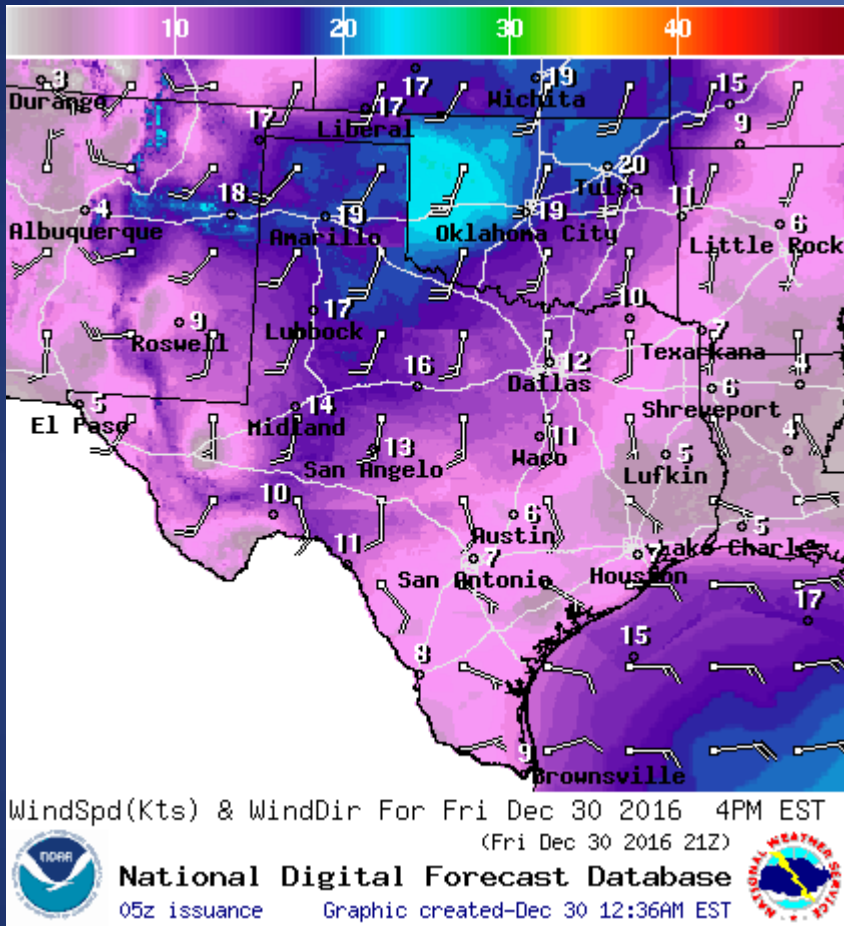 10 20 30 40
3 17 19 15
Durango Wichita
17 17 9
Liberal
20
Tulsa
4 18 19 19 11 6
Albuquerque Amarillo Oklahoma City Little Rock
9 17 10 7
Roswell Lubbock Texarkana
16 12 4
Dallas
5 14 6
El Paso Midland Shreveport
13 11 5 4
San Angelo Waco Lufkin
10 6 5
Austin Lake Charles
11 7 7
San Antonio Houston
17
15
8
9
Brownsville
WindSpd(Kts) & WindDir For Fri Dec 30 2016 4PM EST
(Fri Dec 30 2016 21Z)
National Digital Forecast Database
05z issuance Graphic created-Dec 30 12:36AM EST
noaa
NATIONAL WEATHER SERVICE